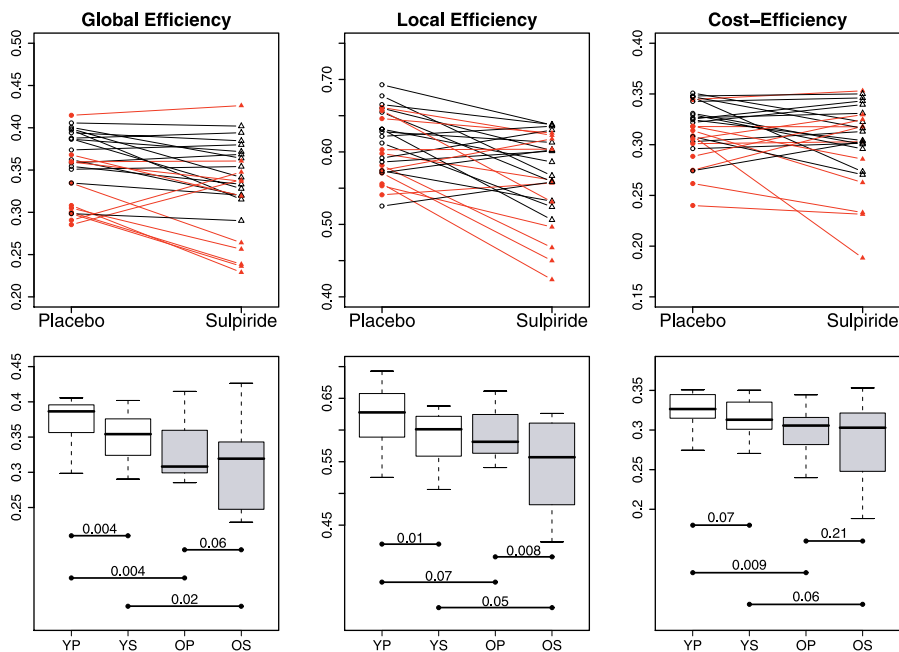 Global Efficiency
Local Efficiency
Cost−Efficiency
0.50
0.45
0.40
0.35
0.30
0.25
0.20
Placebo
Sulpiride
0.70
0.60
0.50
0.40
Placebo
Sulpiride
0.40
0.35
0.30
0.25
0.20
0.15
Placebo
Sulpiride
0.45
0.4
0.35
0.3
0.25
0.004
0.06
0.004
0.02
YP
YS
OP
OS
0.65
0.55
0.45
0.01
0.008
0.07
0.05
YP
YS
OP
OS
0.35
0.3
0.25
0.2
0.07
0.21
0.009
0.06
YP
YS
OP
OS